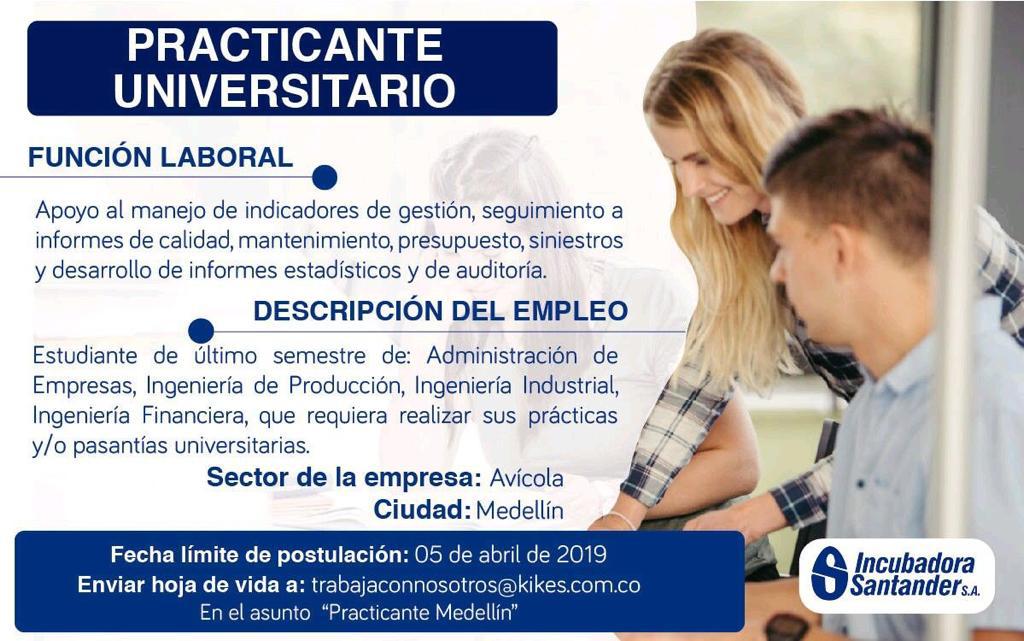 PRACTICANTE
UNIVERSITARIO
FUNCIÓN LABORAL
Apoyo al manejo de indicadores de gestión, seguimiento a
informes de calidad, mantenimiento, presupuesto, siniestros
y desarrollo de informes estadísticos y de auditoría.
DESCRIPCIÓN DEL EMPLEO
Estudiante de último semestre de: Administración de
Empresas, Ingeniería de Producción, Ingeniería Industrial,
Ingeniería Financiera, que requiera realizar sus prácticas
y/o pasantías universitarias.
Sector de la empresa: Avícola
Ciudad: Medellín
Fecha límite de postulación: 05 de abril de 2019
Enviar hoja de vida a: trabajaconnosotros@kikes.com.co
En el asunto "Practicante Medellín"
Incubadora
Santander S.A.